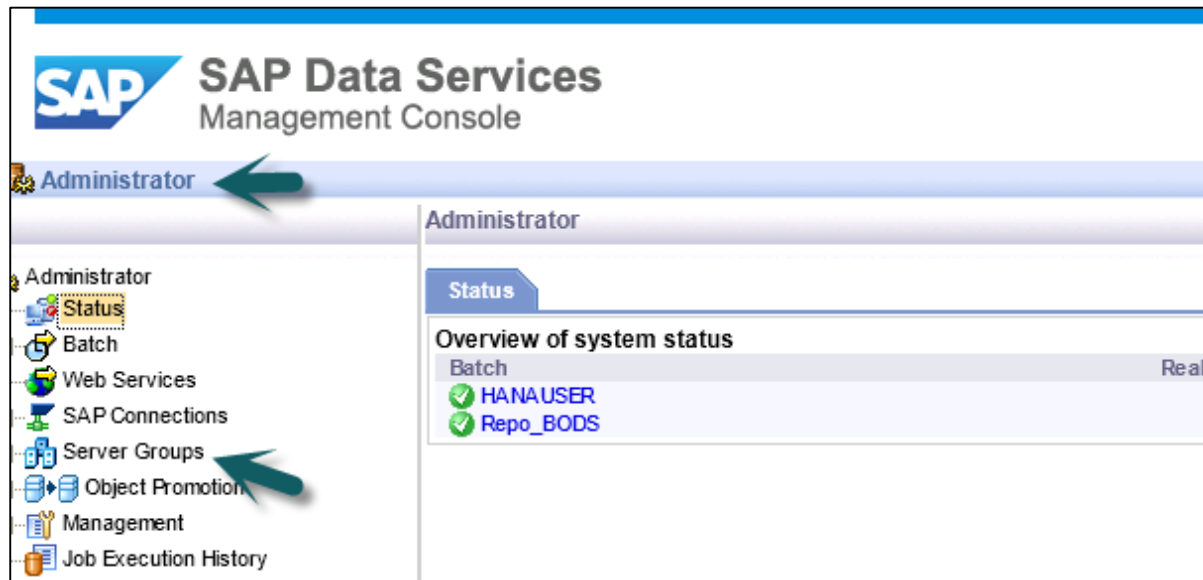 SAP
SAP Data Services
Management Console
Administrator
Administrator
Administrator
Status
Batch
Web Services
SAP Connections
Server Groups
Object Promotion
Management
Job Execution History
Status
Overview of system status
Batch Real
HANAUSER
Repo_BODS